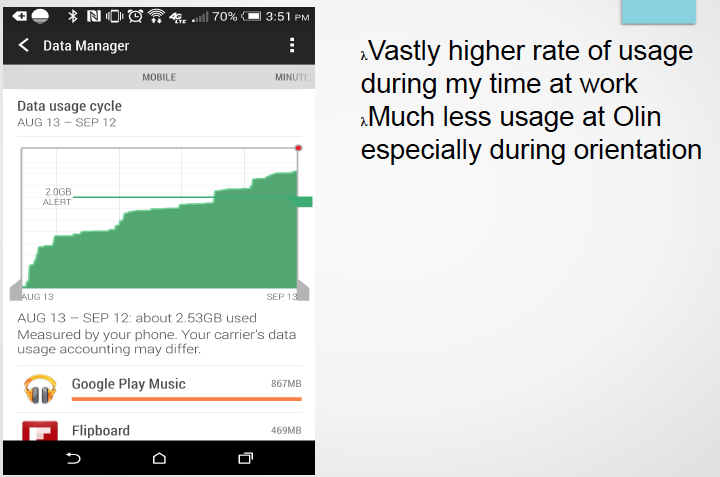 70% 3:51 PM
Data Manager
MOBILE MINUTES
Data usage cycle
AUG 13 – SEP 12
2.0GB
ALERT
AUG 13 SEP 13
AUG 13 – SEP 12: about 2.53GB used
Measured by your phone. Your carrier's data
usage accounting may differ.
Google Play Music 867MB
Flipboard 469MB
λVastly higher rate of usage
during my time at work
λMuch less usage at Olin
especially during orientation